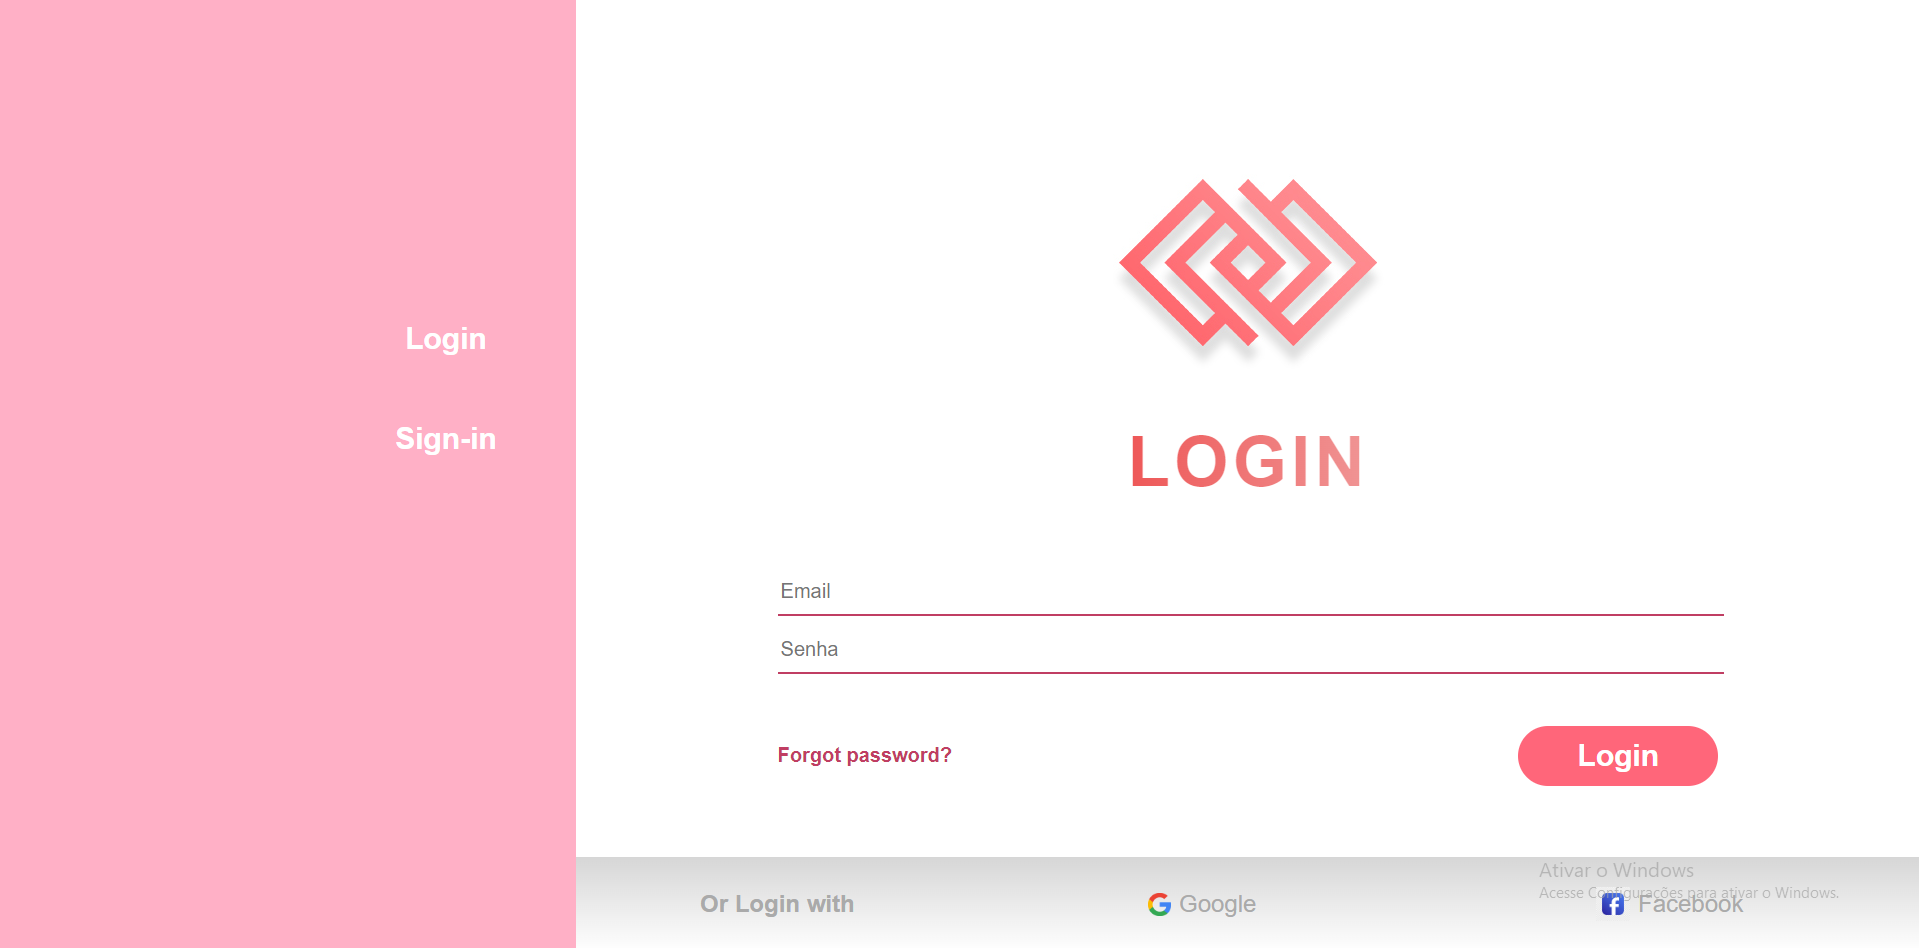 Login
Sign-in
LOGIN
Email
Senha
Forgot password?
Login
Ativar o Windows
Acesse Configurações para ativar o Windows.
Or Login with
Google
Facebook